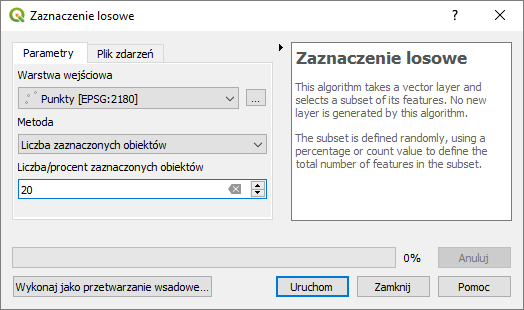 Zaznaczenie losowe
?
Parametry
Plik zdarzeń
Warstwa wejściowa
Punkty [EPSG:2180]
...
Metoda
Liczba zaznaczonych obiektów
Liczba/procent zaznaczonych obiektów
20
Zaznaczenie losowe
This algorithm takes a vector layer and
selects a subset of its features. No new
layer is generated by this algorithm.
The subset is defined randomly, using a
percentage or count value to define the
total number of features in the subset.
0%
Anuluj
Wykonaj jako przetwarzanie wsadowe...
Uruchom
Zamknij
Pomoc